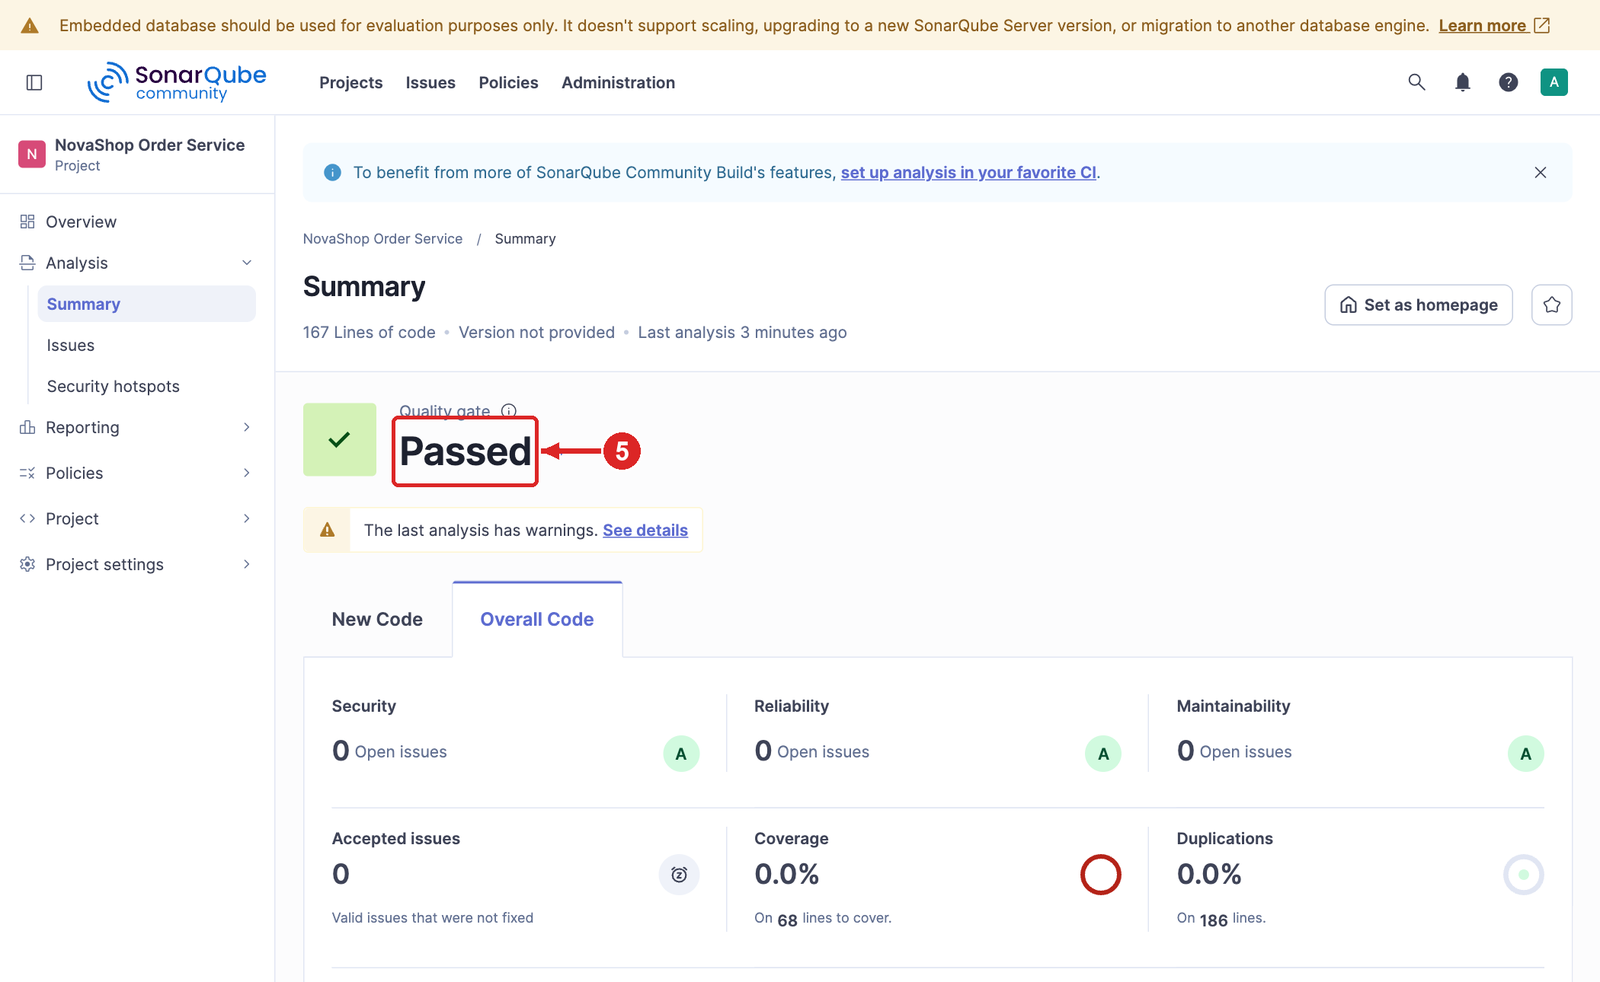 Embedded database should be used for evaluation purposes only. It doesn't support scaling, upgrading to a new SonarQube Server version, or migration to another database engine. Learn more
SonarQube
community
Projects
Issues
Policies
Administration
A
N
NovaShop Order Service
Project
Overview
Analysis
Summary
Issues
Security hotspots
Reporting
Policies
Project
Project settings
To benefit from more of SonarQube Community Build's features, set up analysis in your favorite CI.
NovaShop Order Service / Summary
Summary
167 Lines of code • Version not provided • Last analysis 3 minutes ago
Set as homepage
Quality gate
Passed
5
The last analysis has warnings. See details
New Code
Overall Code
Security
0 Open issues
A
Reliability
0 Open issues
A
Maintainability
0 Open issues
A
Accepted issues
0
Valid issues that were not fixed
Coverage
0.0%
On 68 lines to cover.
Duplications
0.0%
On 186 lines.